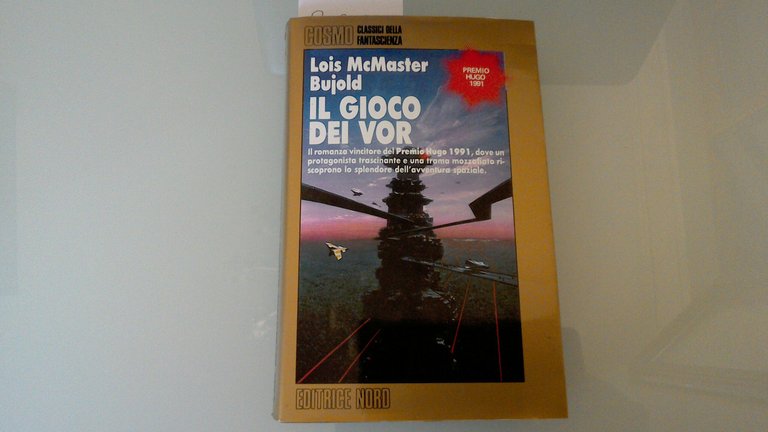 COSMO CLASSICI DELLA
FANTASCIENZA
Lois McMaster
Bujold
PREMIO
HUGO
1991
IL GIOCO
DEI VOR
Il romanzo vincitore del Premio Hugo 1991, dove un
protagonista trascinante e una trama mozzafiato ri-
scoprono lo splendore dell'avventura spaziale.
EDITRICE NORD